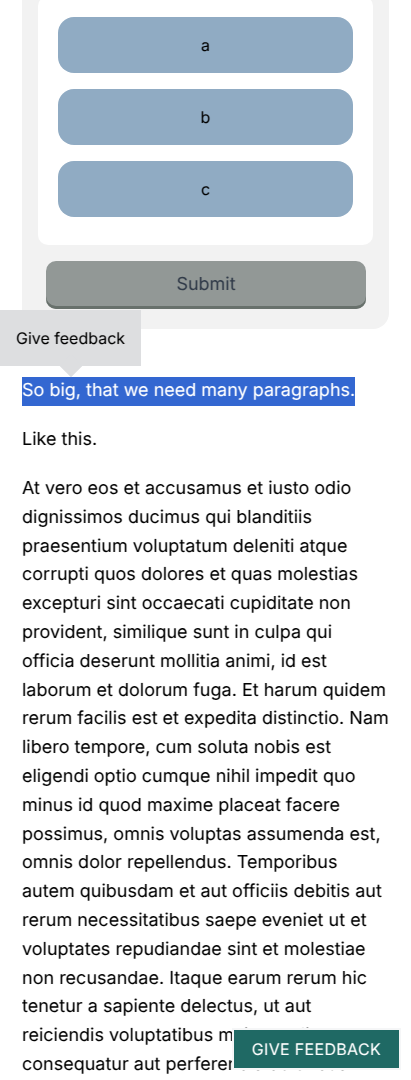 a
b
c
Submit
Give feedback
So big, that we need many paragraphs.
Like this.
At vero eos et accusamus et iusto odio
dignissimos ducimus qui blanditiis
praesentium voluptatum deleniti atque
corrupti quos dolores et quas molestias
excepturi sint occaecati cupiditate non
provident, similique sunt in culpa qui
officia deserunt mollitia animi, id est
laborum et dolorum fuga. Et harum quidem
rerum facilis est et expedita distinctio. Nam
libero tempore, cum soluta nobis est
eligendi optio cumque nihil impedit quo
minus id quod maxime placeat facere
possimus, omnis voluptas assumenda est,
omnis dolor repellendus. Temporibus
autem quibusdam et aut officiis debitis aut
rerum necessitatibus saepe eveniet ut et
voluptates repudiandae sint et molestiae
non recusandae. Itaque earum rerum hic
tenetur a sapiente delectus, ut aut
reiciendis voluptatibus
consequatur aut
GIVE FEEDBACK